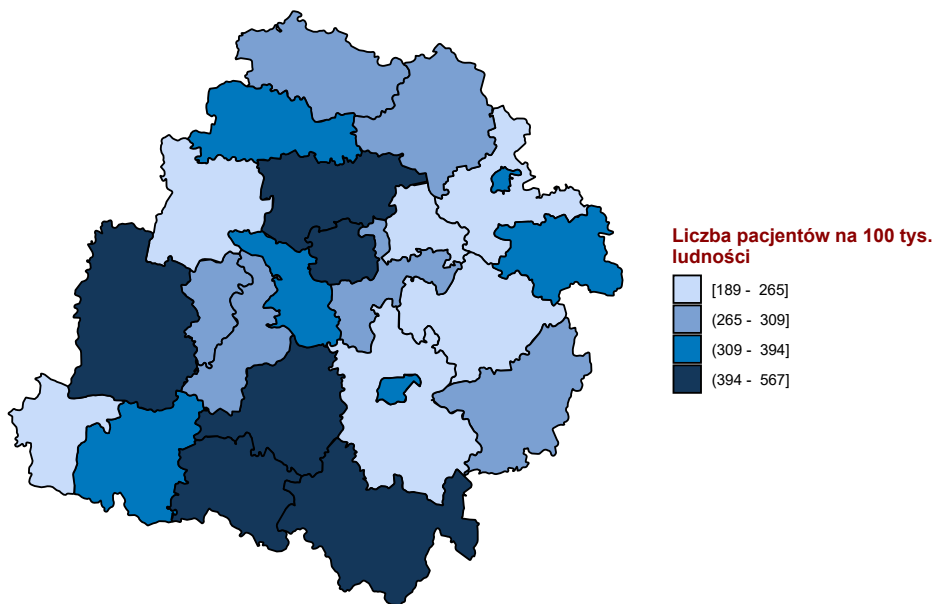 Liczba pacjentów na 100 tys.
ludności
[189 - 265]
(265 - 309]
(309 - 394]
(394 - 567]